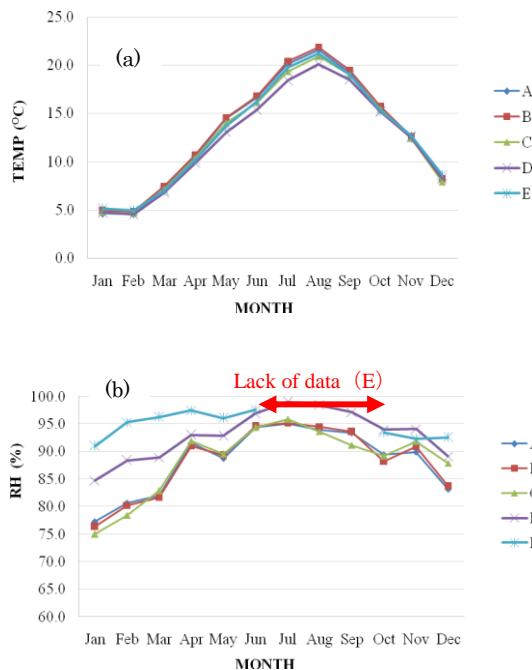 (a)
25.0
20.0
15.0
10.0
5.0
0.0
TEMP (°C)
Jan Feb Mar Apr May Jun Jul Aug Sep Oct Nov Dec
MONTH
A
B
C
D
E
(b)
Lack of data (E)
100.0
95.0
90.0
85.0
80.0
75.0
70.0
65.0
60.0
RH (%)
Jan Feb Mar Apr May Jun Jul Aug Sep Oct Nov Dec
MONTH